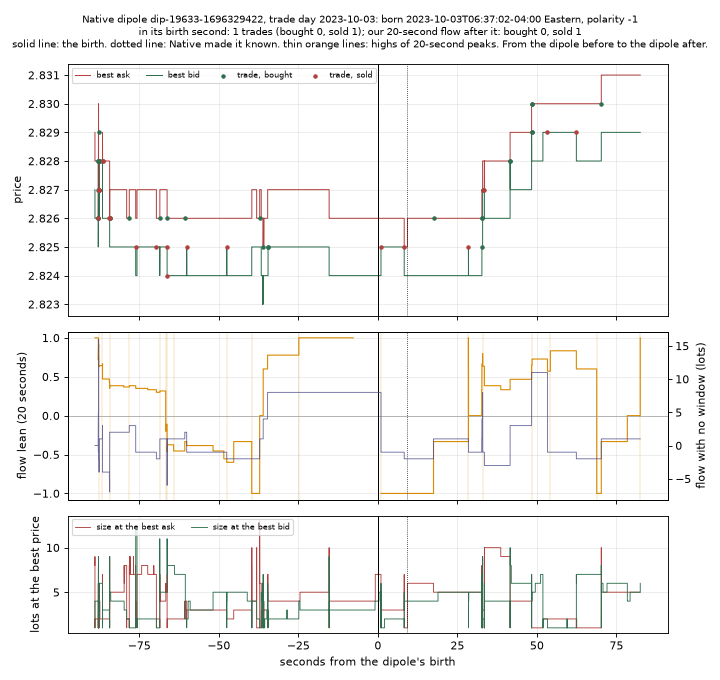 Native dipole dip-19633-1696329422, trade day 2023-10-03: born 2023-10-03T06:37:02-04:00 Eastern, polarity -1
in its birth second: 1 trades (bought 0, sold 1); our 20-second flow after it: bought 0, sold 1
solid line: the birth. dotted line: Native made it known. thin orange lines: highs of 20-second peaks. From the dipole before to the dipole after.
best ask
best bid
trade, bought
trade, sold
2.831
2.830
2.829
2.828
2.827
2.826
2.825
2.824
2.823
price
1.0
0.5
0.0
−0.5
−1.0
flow lean (20 seconds)
15
10
5
0
−5
flow with no window (lots)
size at the best ask
size at the best bid
10
5
lots at the best price
−75
−50
−25
0
25
50
75
seconds from the dipole's birth